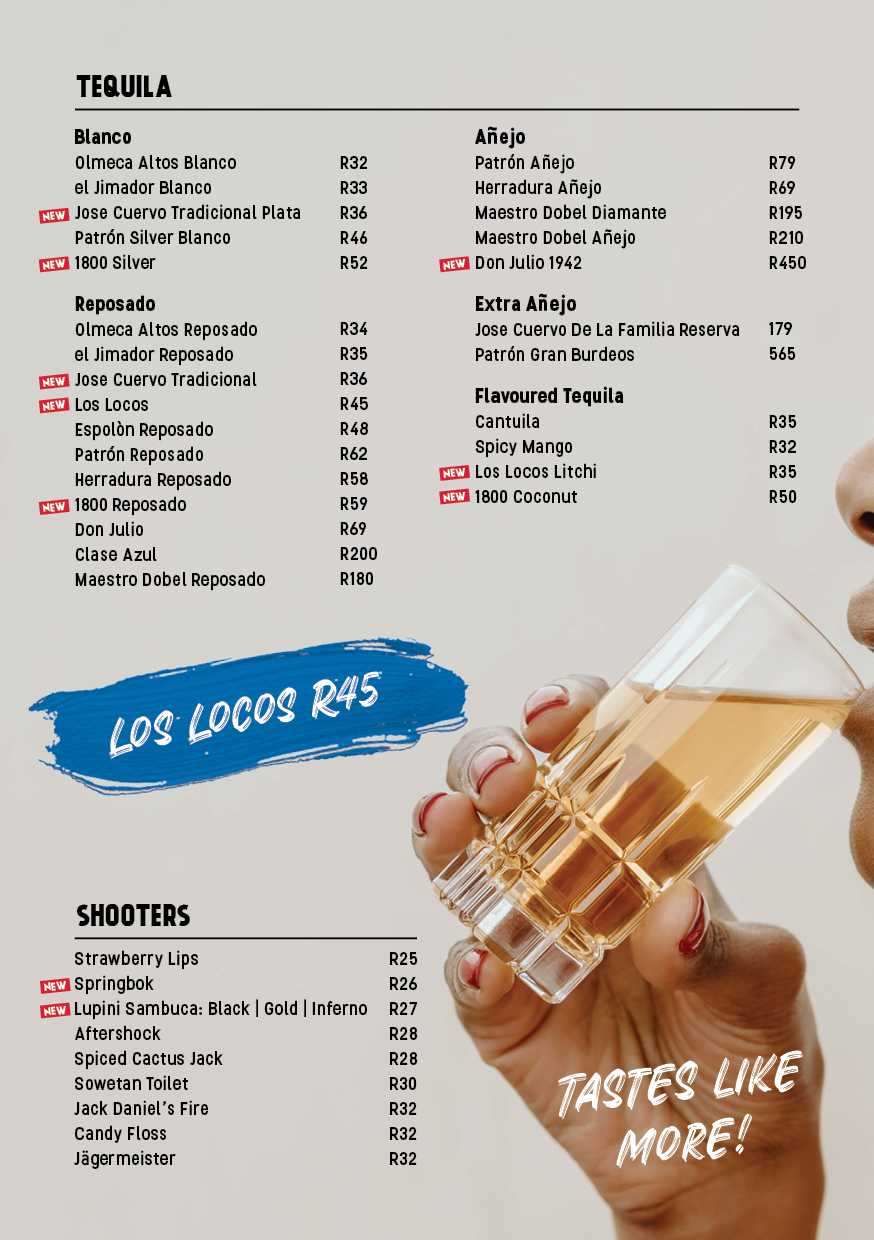 TEQUILA
Blanco
Olmeca Altos Blanco R32
el Jimador Blanco R33
NEW Jose Cuervo Tradicional Plata R36
Patrón Silver Blanco R46
NEW 1800 Silver R52
Reposado
Olmeca Altos Reposado R34
el Jimador Reposado R35
NEW Jose Cuervo Tradicional R36
NEW Los Locos R45
Espolòn Reposado R48
Patrón Reposado R62
Herradura Reposado R58
NEW 1800 Reposado R59
Don Julio R69
Clase Azul R200
Maestro Dobel Reposado R180
Añejo
Patrón Añejo R79
Herradura Añejo R69
Maestro Dobel Diamante R195
Maestro Dobel Añejo R210
NEW Don Julio 1942 R450
Extra Añejo
Jose Cuervo De La Familia Reserva 179
Patrón Gran Burdeos 565
Flavoured Tequila
Cantuila R35
Spicy Mango R32
NEW Los Locos Litchi R35
NEW 1800 Coconut R50
LOS LOCOS R45
SHOOTERS
Strawberry Lips R25
NEW Springbok R26
NEW Lupini Sambuca: Black | Gold | Inferno R27
Aftershock R28
Spiced Cactus Jack R28
Sowetan Toilet R30
Jack Daniel's Fire R32
Candy Floss R32
Jägermeister R32
TASTES LIKE
MORE!